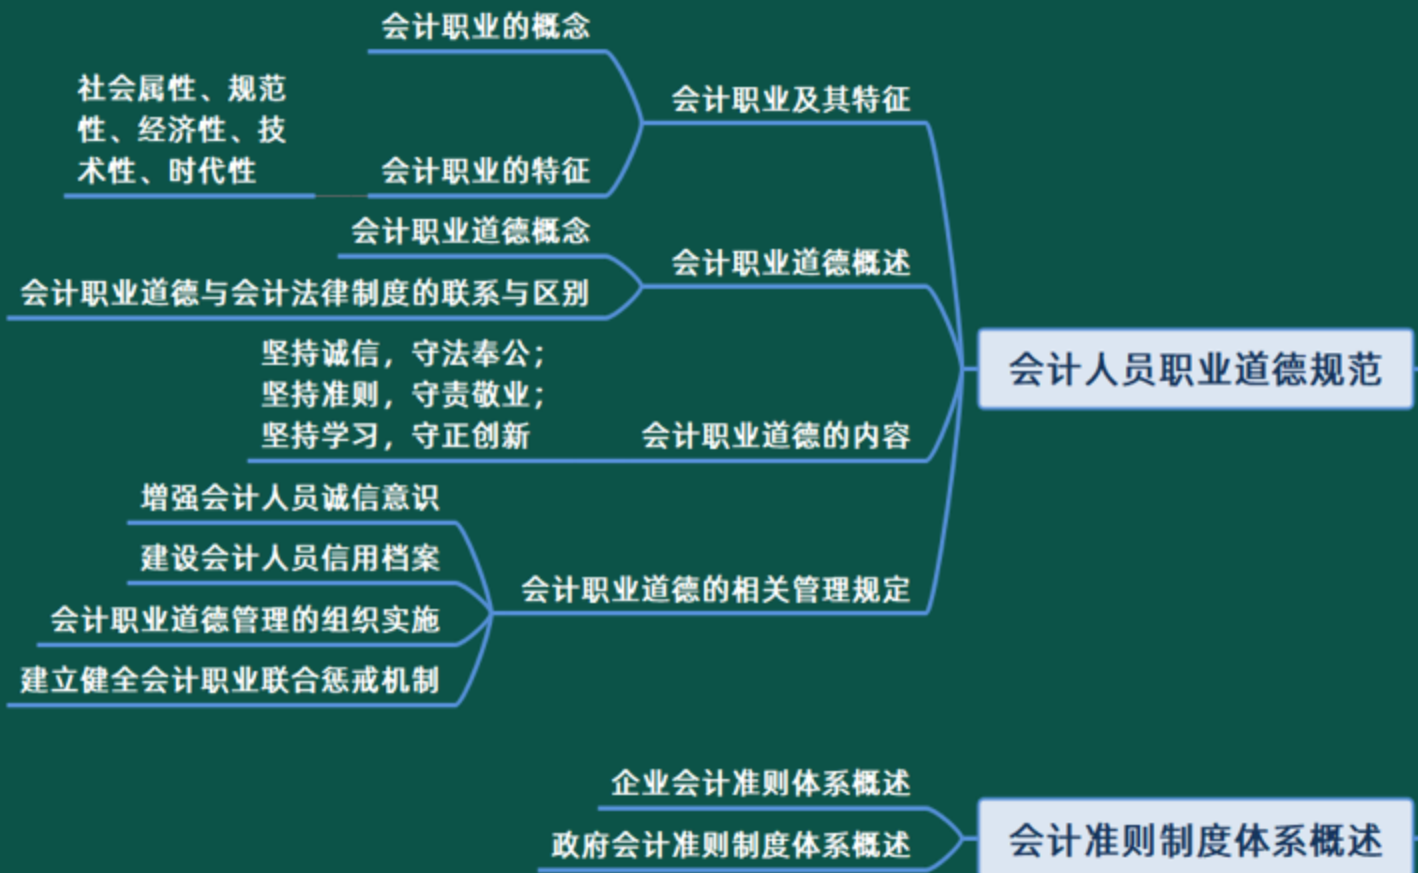 会计职业的概念
社会属性、规范
性、经济性、技
术性、时代性
会计职业的特征
会计职业及其特征
会计职业道德概念
会计职业道德与会计法律制度的联系与区别
会计职业道德概述
坚持诚信，守法奉公；
坚持准则，守责敬业；
坚持学习，守正创新
会计职业道德的内容
会计人员职业道德规范
增强会计人员诚信意识
建设会计人员信用档案
会计职业道德管理的组织实施
建立健全会计职业联合惩戒机制
会计职业道德的相关管理规定
企业会计准则体系概述
政府会计准则制度体系概述
会计准则制度体系概述